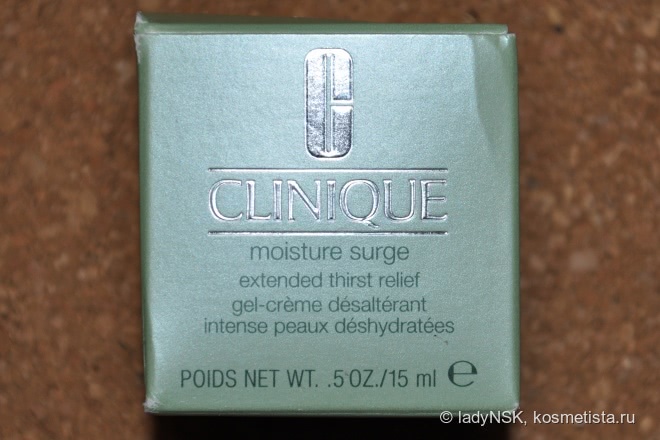 C
CLINIQUE
moisture surge
extended thirst relief
gel-crème désaltérant
intense peaux déshydratées
POIDS NET WT. .5 OZ./15 ml ℮
© ladyNSK, kosmetista.ru